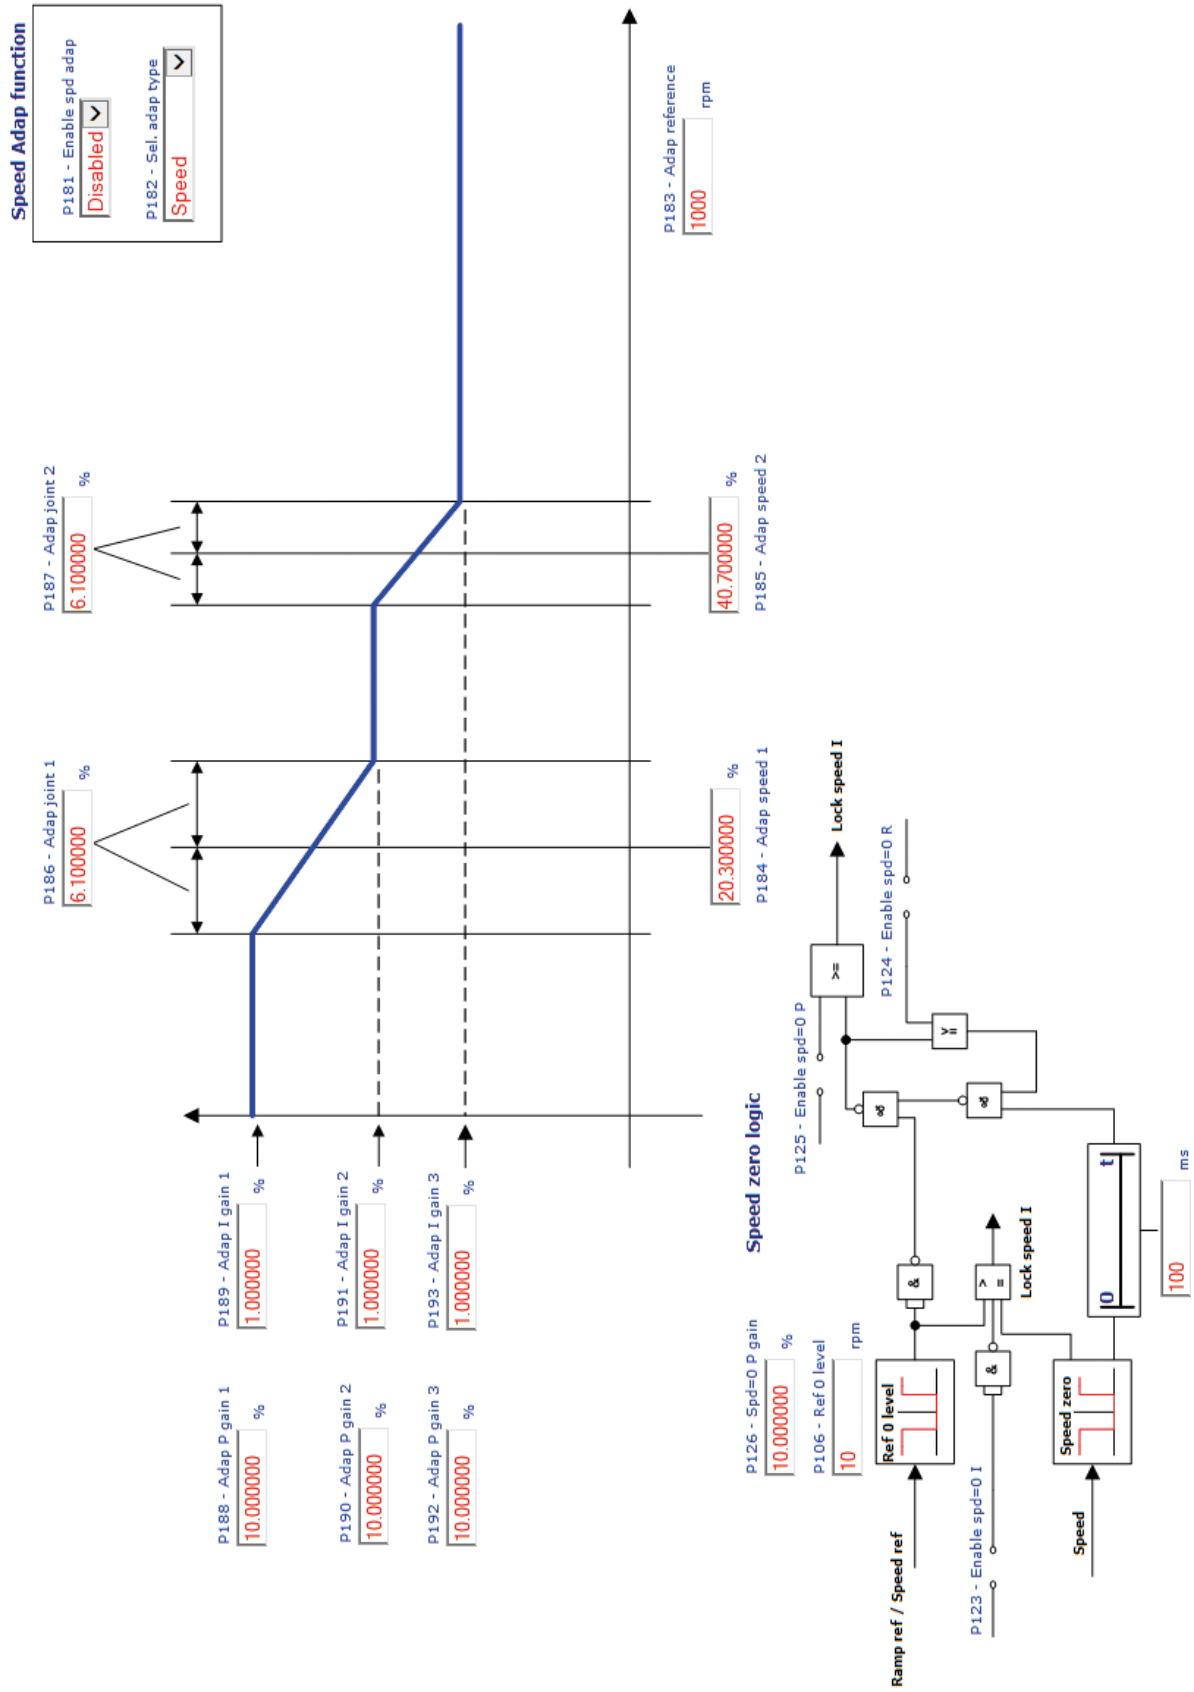 Speed Adap function
P181 - Enable spd adap
Disabled
P182 - Sel. adap type
Speed
P186 - Adap joint 1
6.100000 %
P187 - Adap joint 2
6.100000 %
P188 - Adap P gain 1
10.000000 %
P189 - Adap I gain 1
1.000000 %
P190 - Adap P gain 2
10.000000 %
P191 - Adap I gain 2
1.000000 %
P192 - Adap P gain 3
10.000000 %
P193 - Adap I gain 3
1.000000 %
P183 - Adap reference
1000 rpm
20.300000 %
P184 - Adap speed 1
40.700000 %
P185 - Adap speed 2
Speed zero logic
P126 - Spd=0 P gain
10.000000 %
P106 - Ref 0 level
10 rpm
P125 - Enable spd=0 P
>=
Lock speed I
P124 - Enable spd=0 R
Ramp ref / Speed ref
Ref 0 level
&
&
&
>=
P123 - Enable spd=0 I
&
>
=
Lock speed I
Speed
Speed zero
0 t
100 ms